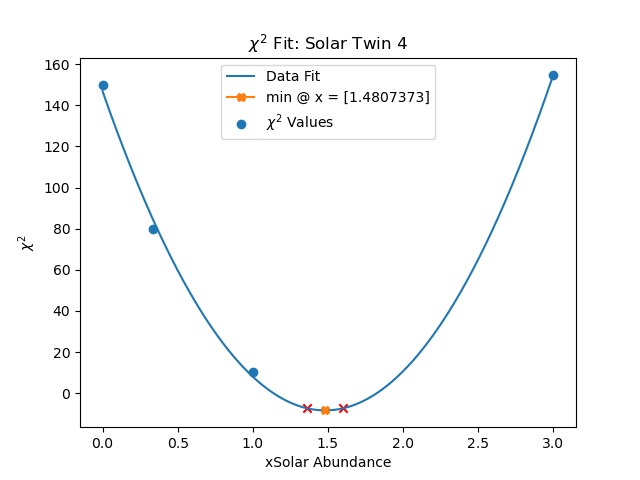 χ² Fit: Solar Twin 4
Data Fit
min @ x = [1.4807373]
χ² Values
χ²
160
140
120
100
80
60
40
20
0
0.0 0.5 1.0 1.5 2.0 2.5 3.0
xSolar Abundance